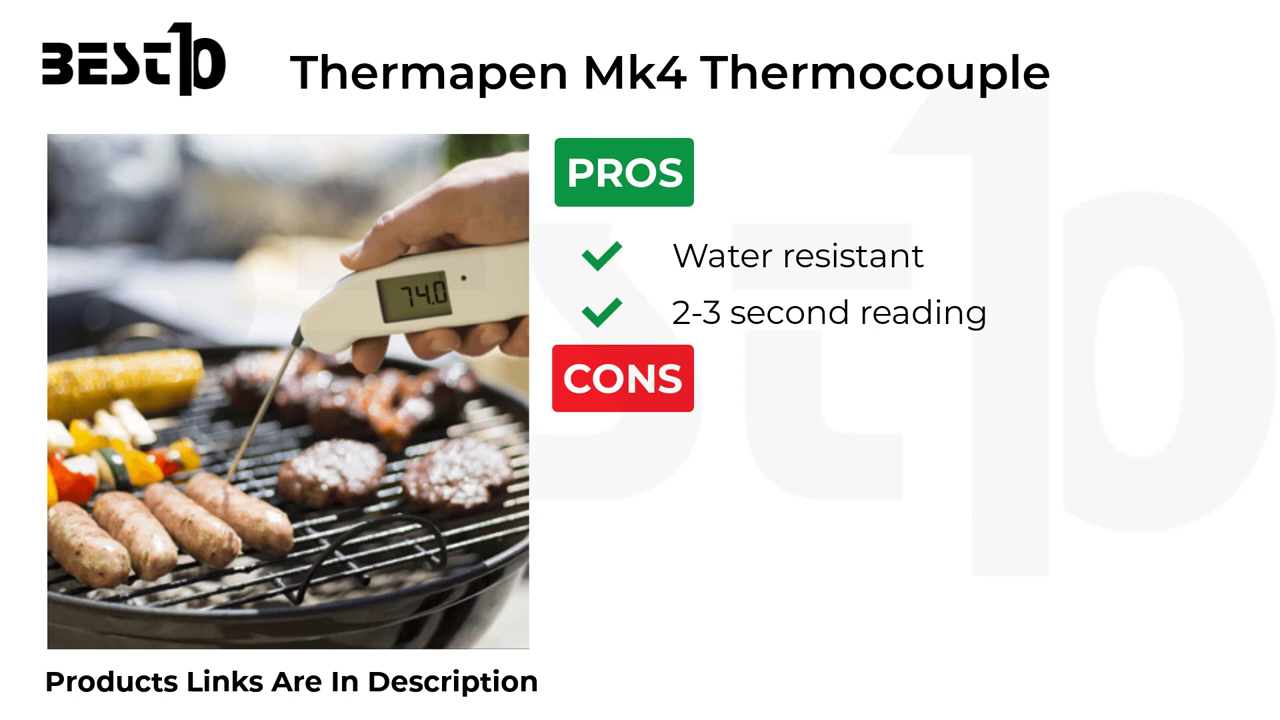 BEST10
Thermapen Mk4 Thermocouple
PROS
Water resistant
2-3 second reading
CONS
74.0
Products Links Are In Description